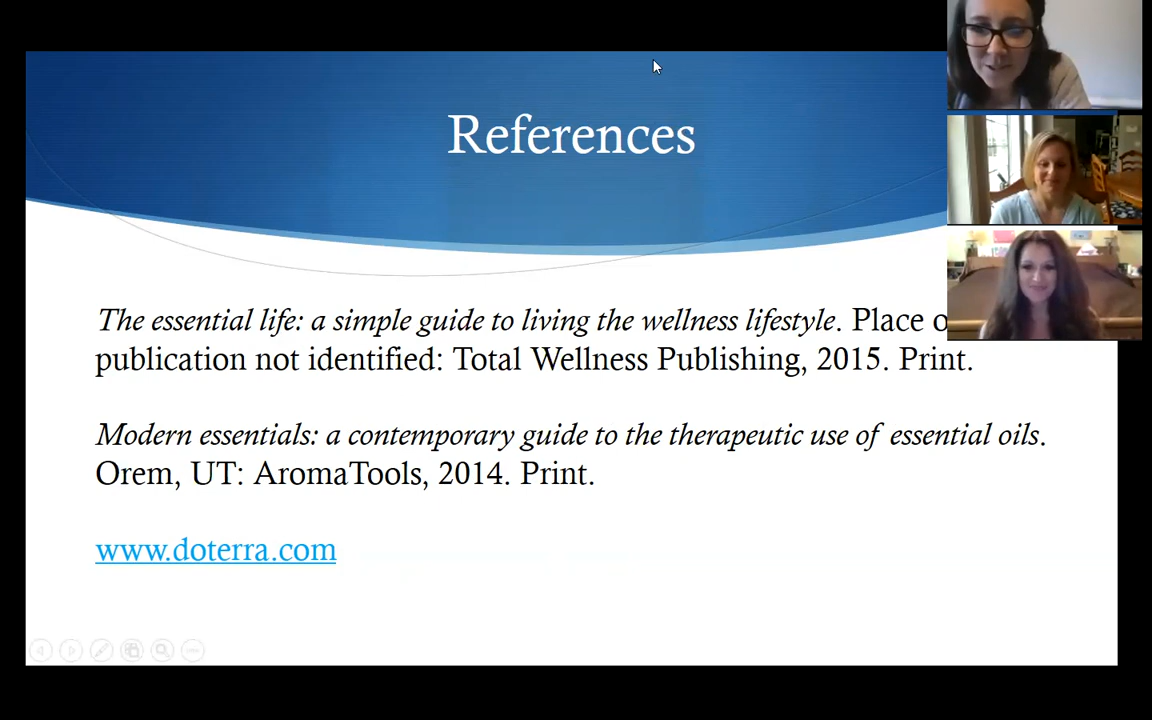 References
The essential life: a simple guide to living the wellness lifestyle. Place
publication not identified: Total Wellness Publishing, 2015. Print.
Modern essentials: a contemporary guide to the therapeutic use of essential oils.
Orem, UT: AromaTools, 2014. Print.
www.doterra.com